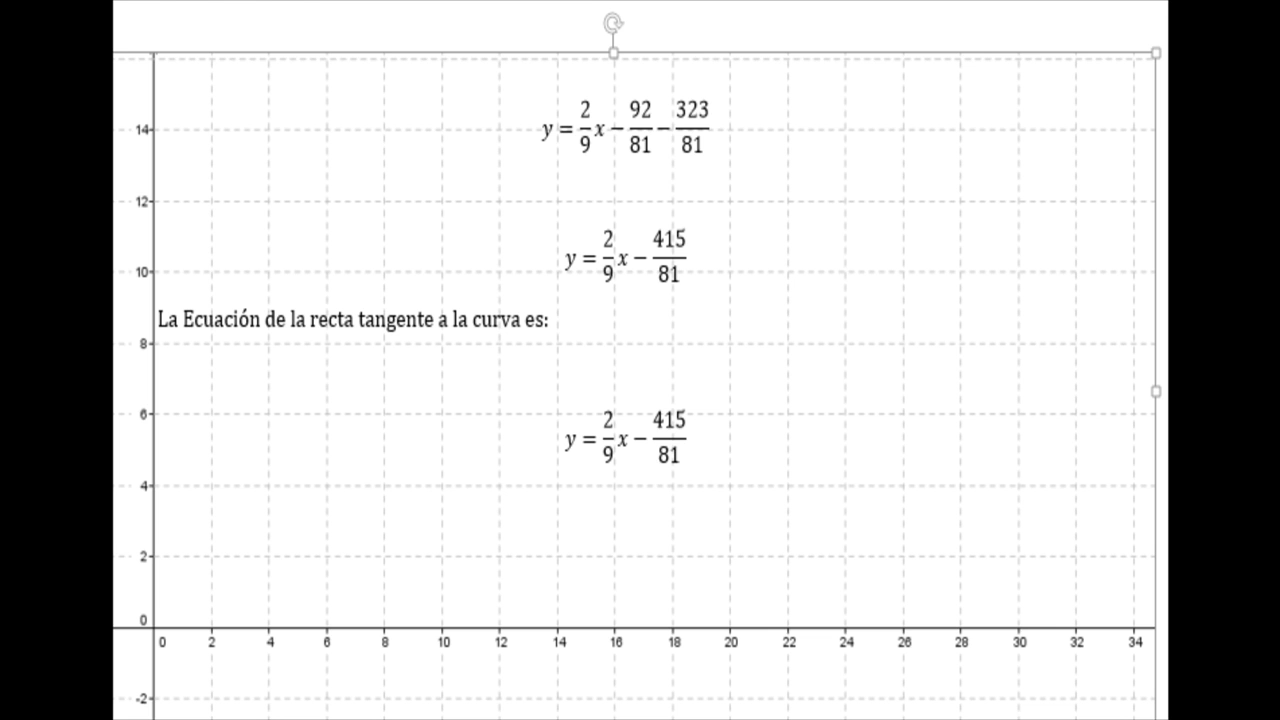 14
y = 2/9 x − 92/81 − 323/81
12
y = 2/9 x − 415/81
10
La Ecuación de la recta tangente a la curva es:
8
6
y = 2/9 x − 415/81
4
2
0
0 2 4 6 8 10 12 14 16 18 20 22 24 26 28 30 32 34
-2